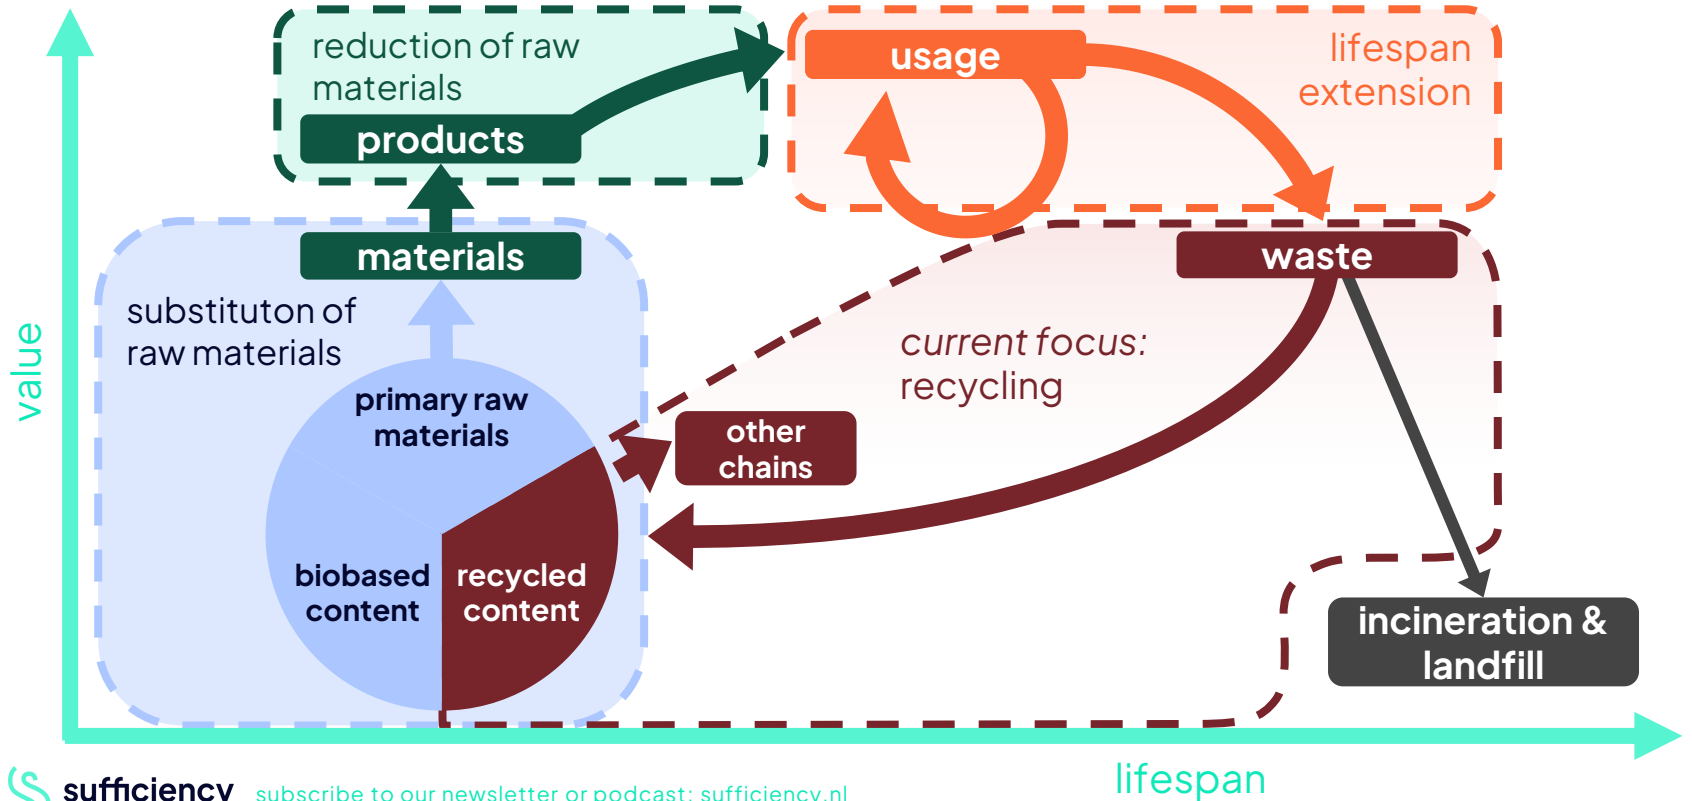 reduction of raw
materials
products
usage
lifespan
extension
materials
waste
substituton of
raw materials
value
current focus:
recycling
primary raw
materials
other
chains
biobased
content
recycled
content
incineration &
landfill
lifespan
sufficiency
subscribe to our newsletter or podcast: sufficiency.nl